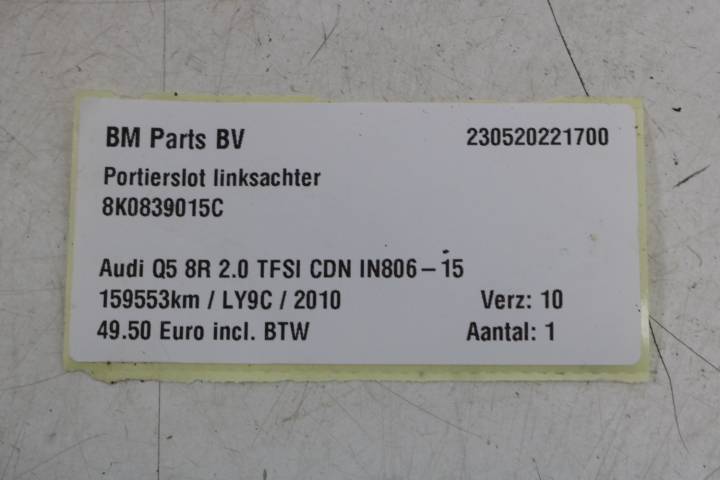 BM Parts BV 230520221700
Portierslot linksachter
8K0839015C
Audi Q5 8R 2.0 TFSI CDN IN806-15
159553km / LY9C / 2010 Verz: 10
49.50 Euro incl. BTW Aantal: 1